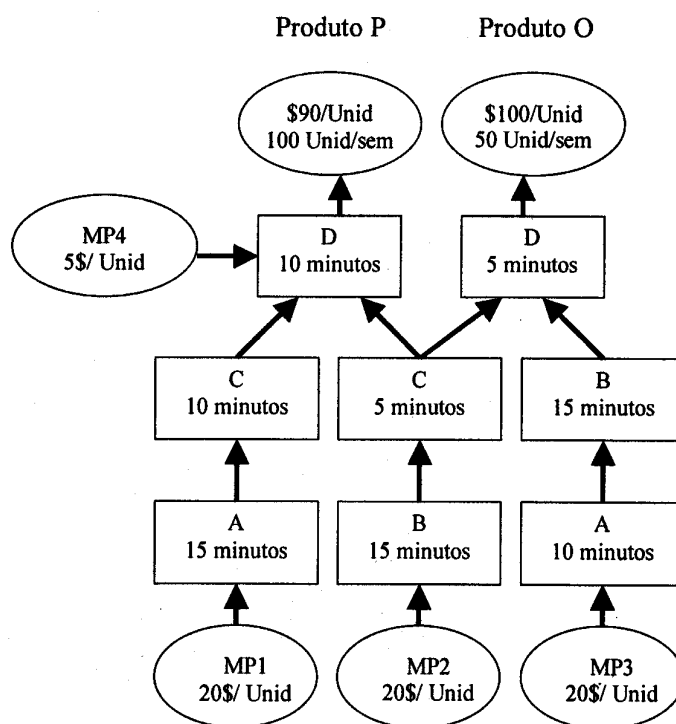 Produto P
Produto O
$90/Unid
100 Unid/sem
$100/Unid
50 Unid/sem
MP4
5$/ Unid
D
10 minutos
D
5 minutos
C
10 minutos
C
5 minutos
B
15 minutos
A
15 minutos
B
15 minutos
A
10 minutos
MP1
20$/ Unid
MP2
20$/ Unid
MP3
20$/ Unid